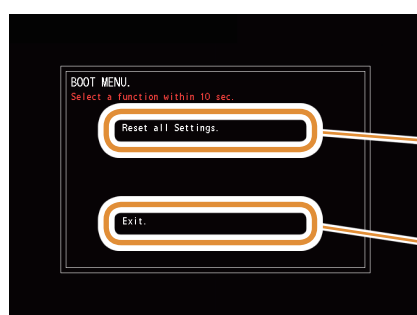 BOOT MENU.
Select a function within 10 sec.
Reset all Settings.
Exit.